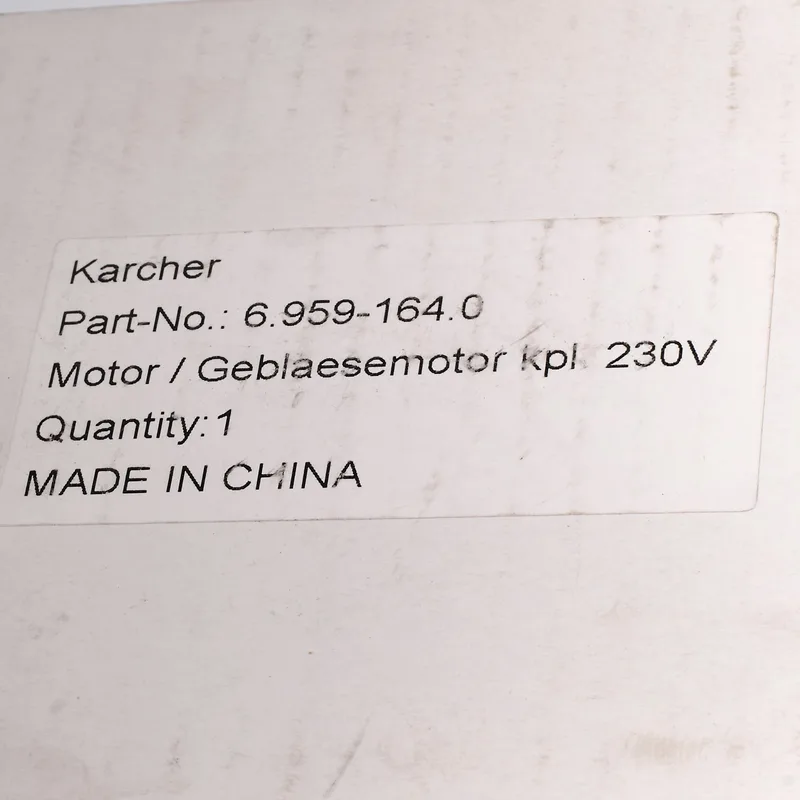 Karcher
Part-No.: 6.959-164.0
Motor / Geblaesemotor kpl. 230V
Quantity: 1
MADE IN CHINA